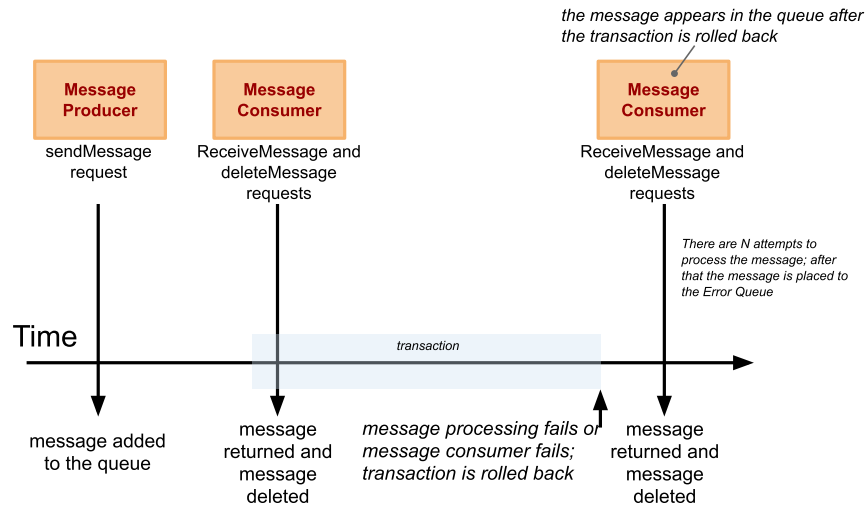 the message appears in the queue after
the transaction is rolled back
Message
Producer
Message
Consumer
Message
Consumer
sendMessage
request
ReceiveMessage and
deleteMessage
requests
ReceiveMessage and
deleteMessage
requests
There are N attempts to
process the message; after
that the message is placed to
the Error Queue
Time
transaction
message added
to the queue
message
returned and
message
deleted
message processing fails or
message consumer fails;
transaction is rolled back
message
returned and
message
deleted